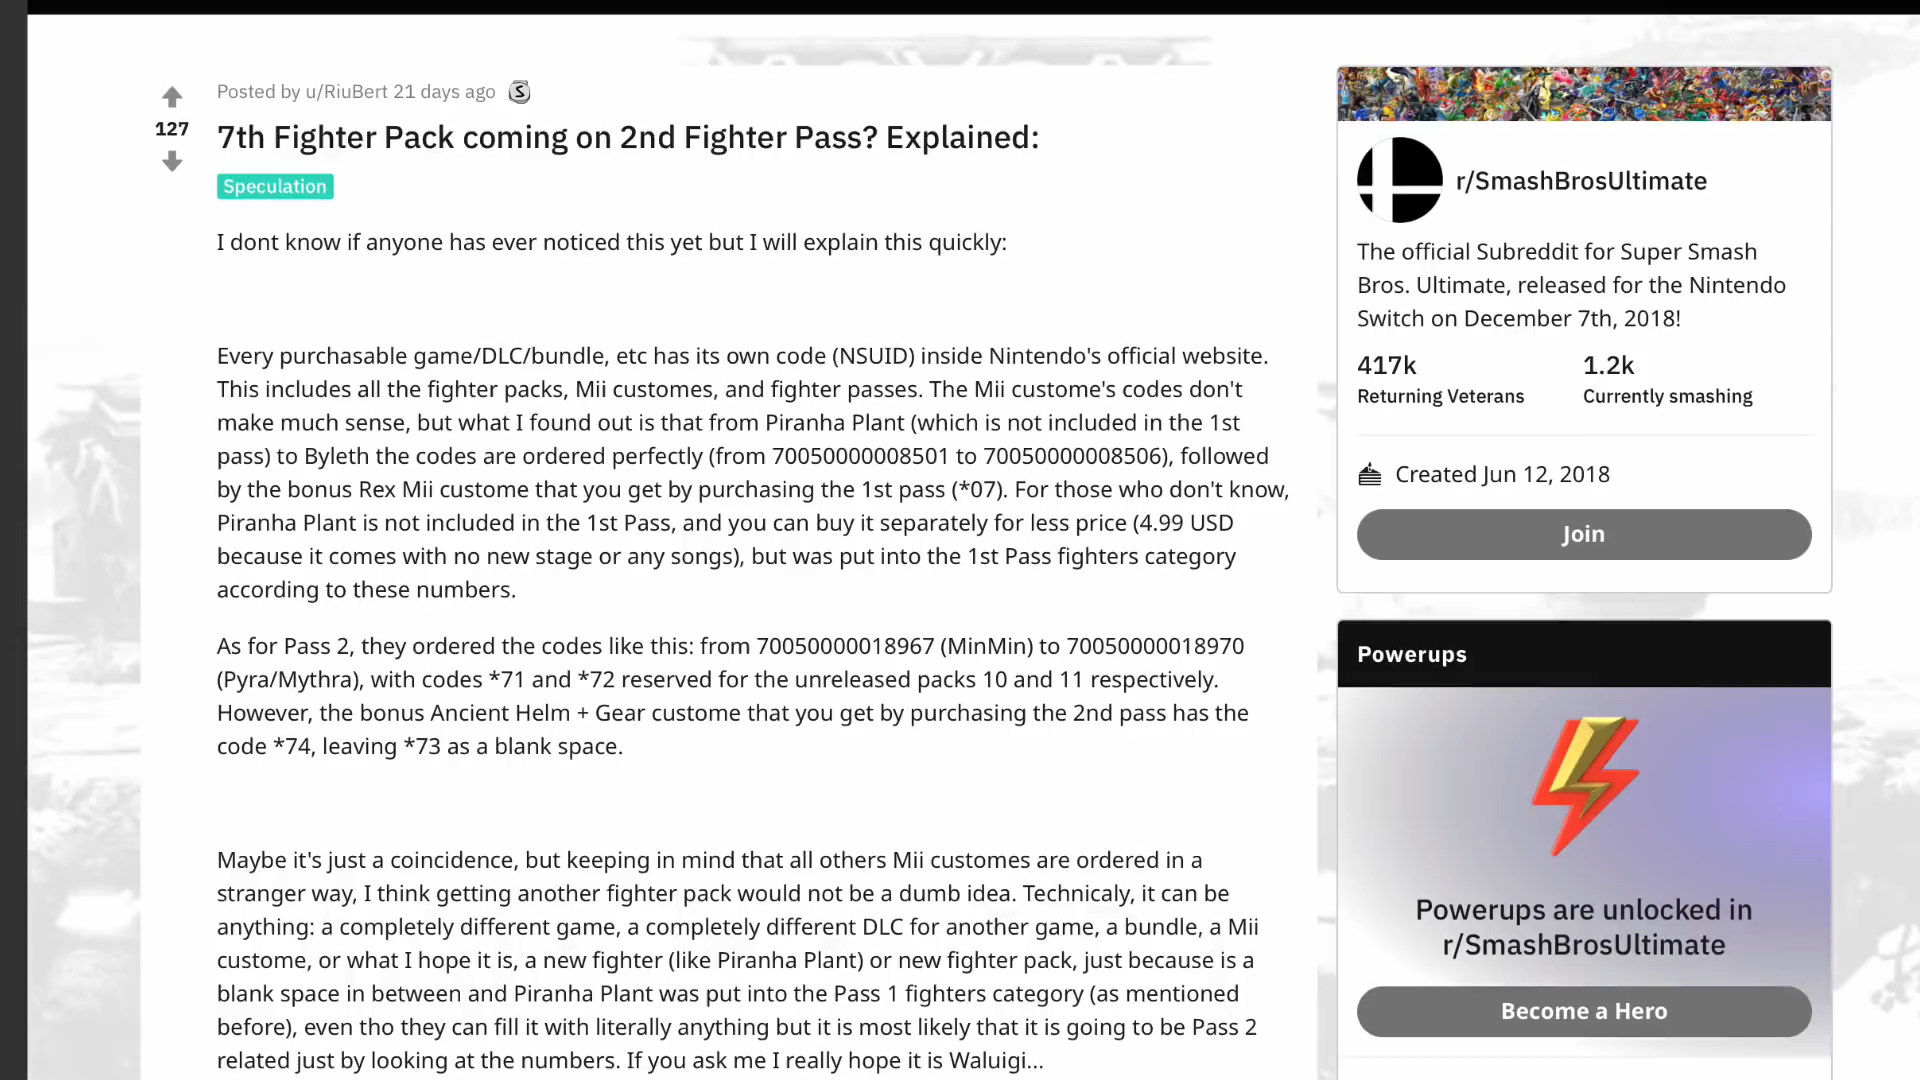 Posted by u/RiuBert 21 days ago
127
7th Fighter Pack coming on 2nd Fighter Pass? Explained:
Speculation
I dont know if anyone has ever noticed this yet but I will explain this quickly:
Every purchasable game/DLC/bundle, etc has its own code (NSUID) inside Nintendo's official website.
This includes all the fighter packs, Mii customes, and fighter passes. The Mii custome's codes don't
make much sense, but what I found out is that from Piranha Plant (which is not included in the 1st
pass) to Byleth the codes are ordered perfectly (from 70050000008501 to 70050000008506), followed
by the bonus Rex Mii custome that you get by purchasing the 1st pass (*07). For those who don't know,
Piranha Plant is not included in the 1st Pass, and you can buy it separately for less price (4.99 USD
because it comes with no new stage or any songs), but was put into the 1st Pass fighters category
according to these numbers.
As for Pass 2, they ordered the codes like this: from 70050000018967 (MinMin) to 70050000018970
(Pyra/Mythra), with codes *71 and *72 reserved for the unreleased packs 10 and 11 respectively.
However, the bonus Ancient Helm + Gear custome that you get by purchasing the 2nd pass has the
code *74, leaving *73 as a blank space.
Maybe it's just a coincidence, but keeping in mind that all others Mii customes are ordered in a
stranger way, I think getting another fighter pack would not be a dumb idea. Technicaly, it can be
anything: a completely different game, a completely different DLC for another game, a bundle, a Mii
custome, or what I hope it is, a new fighter (like Piranha Plant) or new fighter pack, just because is a
blank space in between and Piranha Plant was put into the Pass 1 fighters category (as mentioned
before), even tho they can fill it with literally anything but it is most likely that it is going to be Pass 2
related just by looking at the numbers. If you ask me I really hope it is Waluigi...
r/SmashBrosUltimate
The official Subreddit for Super Smash
Bros. Ultimate, released for the Nintendo
Switch on December 7th, 2018!
417k
1.2k
Returning Veterans
Currently smashing
Created Jun 12, 2018
Join
Powerups
Powerups are unlocked in
r/SmashBrosUltimate
Become a Hero